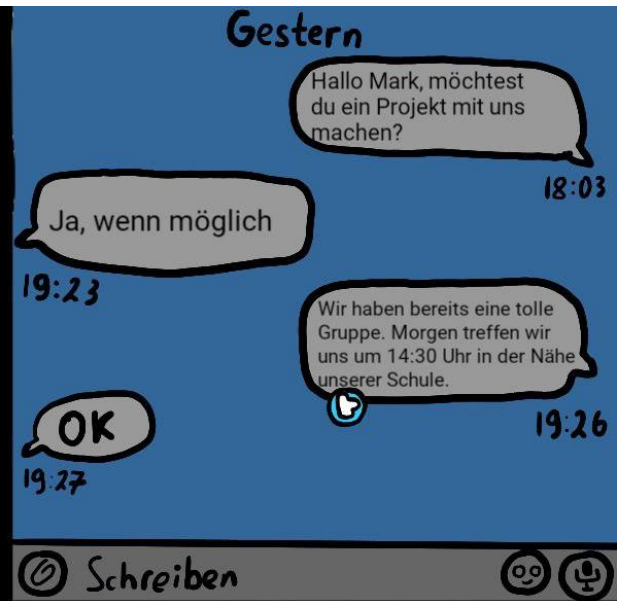 Gestern
Hallo Mark, möchtest
du ein Projekt mit uns
machen?
18:03
Ja, wenn möglich
19:23
Wir haben bereits eine tolle
Gruppe. Morgen treffen wir
uns um 14:30 Uhr in der Nähe
unserer Schule.
19:26
OK
19:27
Schreiben